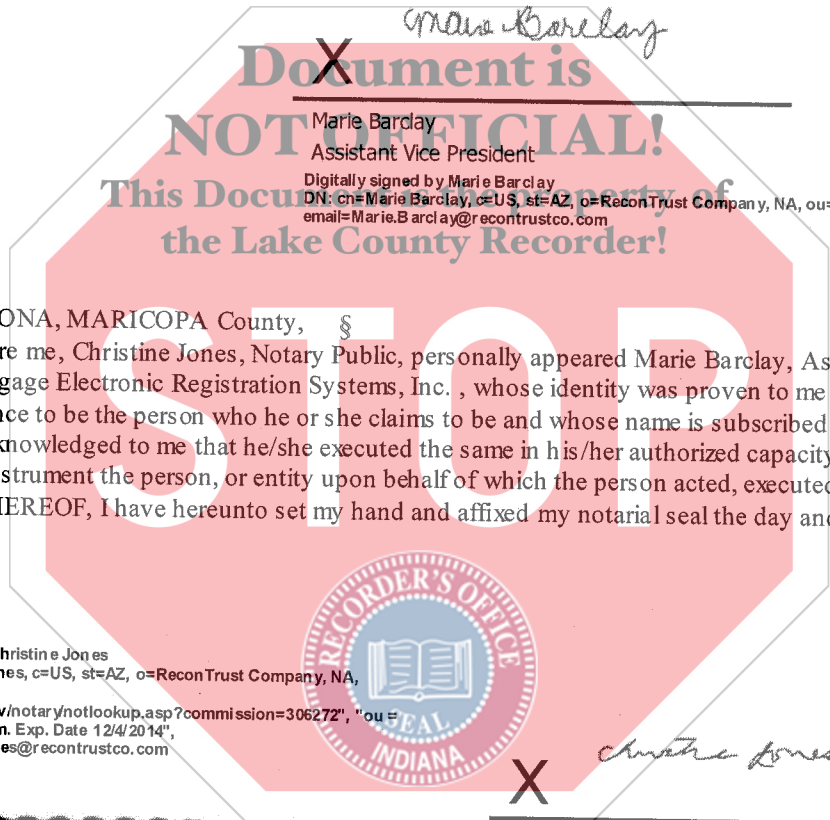 Marie Barclay
X
Document is
Marie Barclay
NOT OFFICIAL!
Assistant Vice President
Digitally signed by Marie Barclay
This Document is the property of
DN: cn=Marie Barclay, c=US, st=AZ, o=ReconTrust Company, NA, ou=
email=Marie.Barclay@recontrustco.com
the Lake County Recorder!
STOP
ONA, MARICOPA County, §
re me, Christine Jones, Notary Public, personally appeared Marie Barclay, As
gage Electronic Registration Systems, Inc. , whose identity was proven to me
nce to be the person who he or she claims to be and whose name is subscribed
knowledged to me that he/she executed the same in his/her authorized capacity
strument the person, or entity upon behalf of which the person acted, executed
HEREOF, I have hereunto set my hand and affixed my notarial seal the day and
RECORDER'S OFFICE
SEAL
INDIANA
hristine Jones
nes, c=US, st=AZ, o=ReconTrust Company, NA,
v/notary/notlookup.asp?commission=306272", "ou =
m. Exp. Date 12/4/2014",
es@recontrustco.com
Christine Jones
X